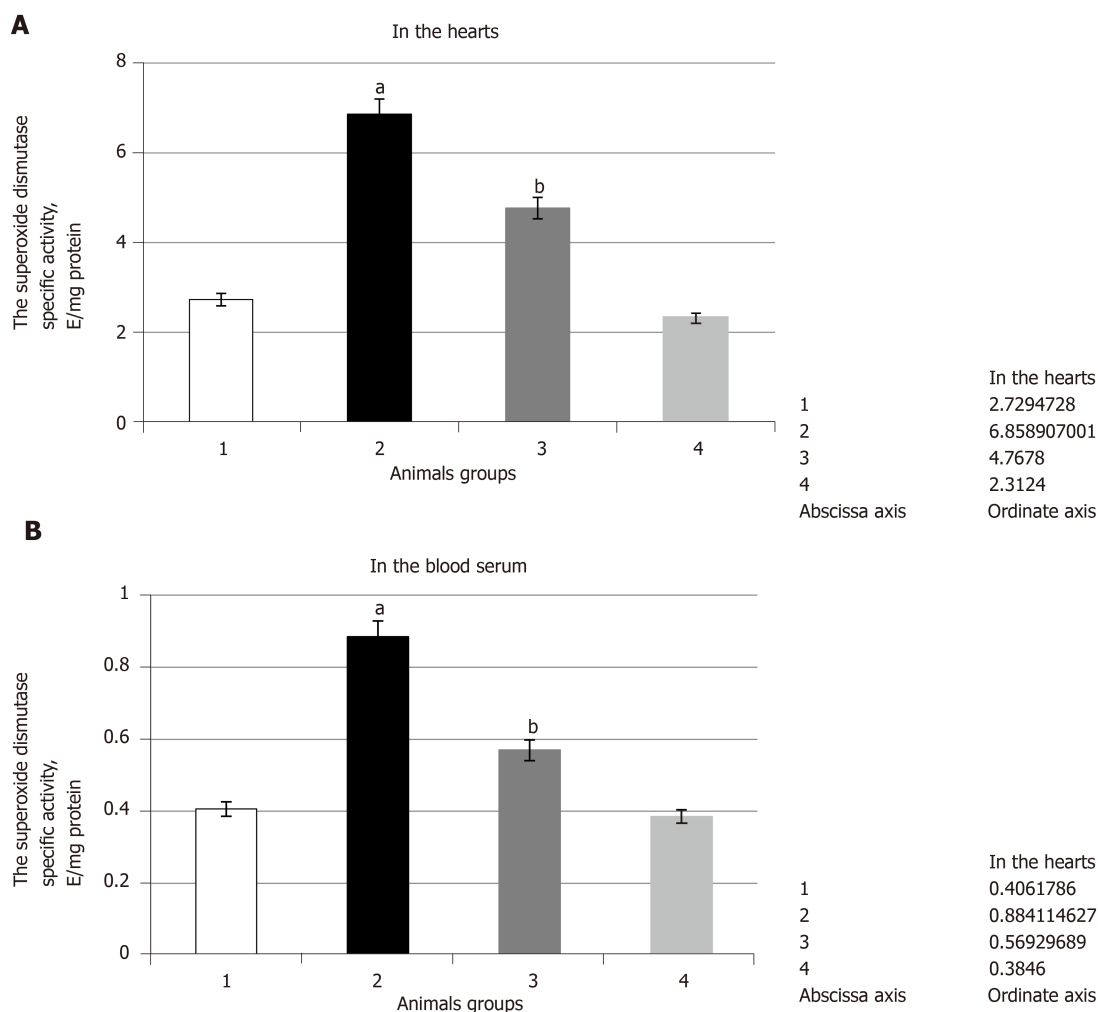 A
In the hearts
8
6
4
2
0
The superoxide dismutase
specific activity,
E/mg protein
a
b
1 2 3 4
Animals groups
In the hearts
1 2.7294728
2 6.858907001
3 4.7678
4 2.3124
Abscissa axis Ordinate axis
B
In the blood serum
1
0.8
0.6
0.4
0.2
0
The superoxide dismutase
specific activity,
E/mg protein
a
b
1 2 3 4
Animals groups
In the hearts
1 0.4061786
2 0.884114627
3 0.56929689
4 0.3846
Abscissa axis Ordinate axis